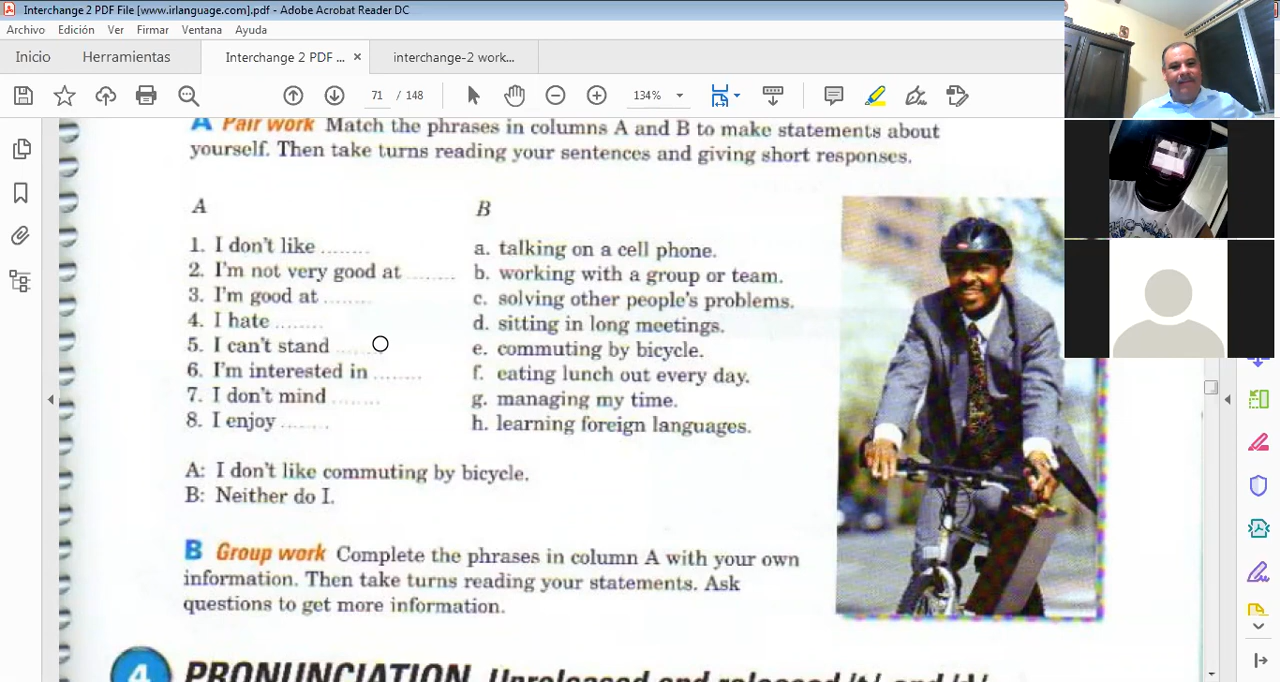 Interchange 2 PDF File [www.irlanguage.com].pdf - Adobe Acrobat Reader DC
Archivo Edición Ver Firmar Ventana Ayuda
Inicio Herramientas Interchange 2 PDF ... × interchange-2 work...
71 / 148 134%
A Pair work Match the phrases in columns A and B to make statements about
yourself. Then take turns reading your sentences and giving short responses.
A
1. I don't like ........
2. I'm not very good at ........
3. I'm good at ........
4. I hate ........
5. I can't stand ........
6. I'm interested in ........
7. I don't mind ........
8. I enjoy ........
B
a. talking on a cell phone.
b. working with a group or team.
c. solving other people's problems.
d. sitting in long meetings.
e. commuting by bicycle.
f. eating lunch out every day.
g. managing my time.
h. learning foreign languages.
A: I don't like commuting by bicycle.
B: Neither do I.
B Group work Complete the phrases in column A with your own
information. Then take turns reading your statements. Ask
questions to get more information.
4 PRONUNCIATION Unreleased and released /t/ and /d/